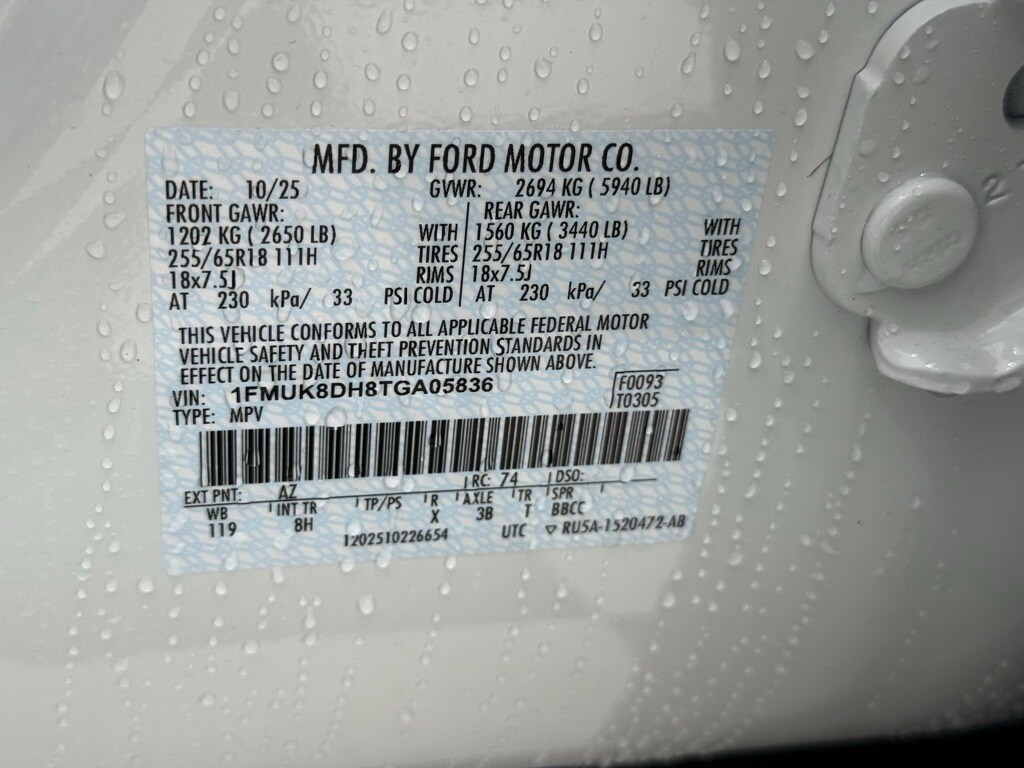 MFD. BY FORD MOTOR CO.
DATE: 10/25 GVWR: 2694 KG ( 5940 LB)
FRONT GAWR: REAR GAWR:
1202 KG ( 2650 LB) WITH 1560 KG ( 3440 LB) WITH
255/65R18 111H TIRES 255/65R18 111H TIRES
18x7.5J RIMS 18x7.5J RIMS
AT 230 kPa/ 33 PSI COLD AT 230 kPa/ 33 PSI COLD
THIS VEHICLE CONFORMS TO ALL APPLICABLE FEDERAL MOTOR
VEHICLE SAFETY AND THEFT PREVENTION STANDARDS IN
EFFECT ON THE DATE OF MANUFACTURE SHOWN ABOVE.
VIN: 1FMUK8DH8TGA05836 F0093
TYPE: MPV T0305
EXT PNT: AZ RC: 74 DSO:
WB INT TR TP/PS R AXLE TR SPR
119 8H X 3B T BBCC
1202510226654 UTC ▽ RU5A-1520472-AB
2